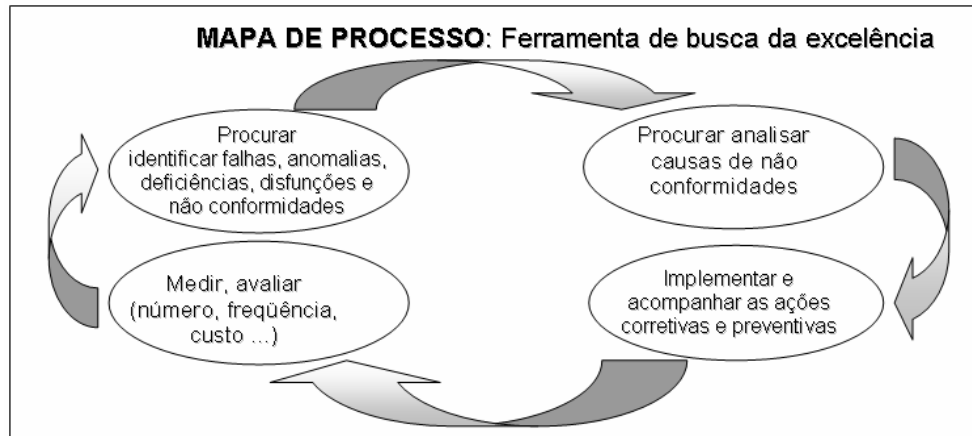 MAPA DE PROCESSO: Ferramenta de busca da excelência
Procurar
identificar falhas, anomalias,
deficiências, disfunções e
não conformidades
Procurar analisar
causas de não
conformidades
Medir, avaliar
(número, freqüência,
custo ...)
Implementar e
acompanhar as ações
corretivas e preventivas